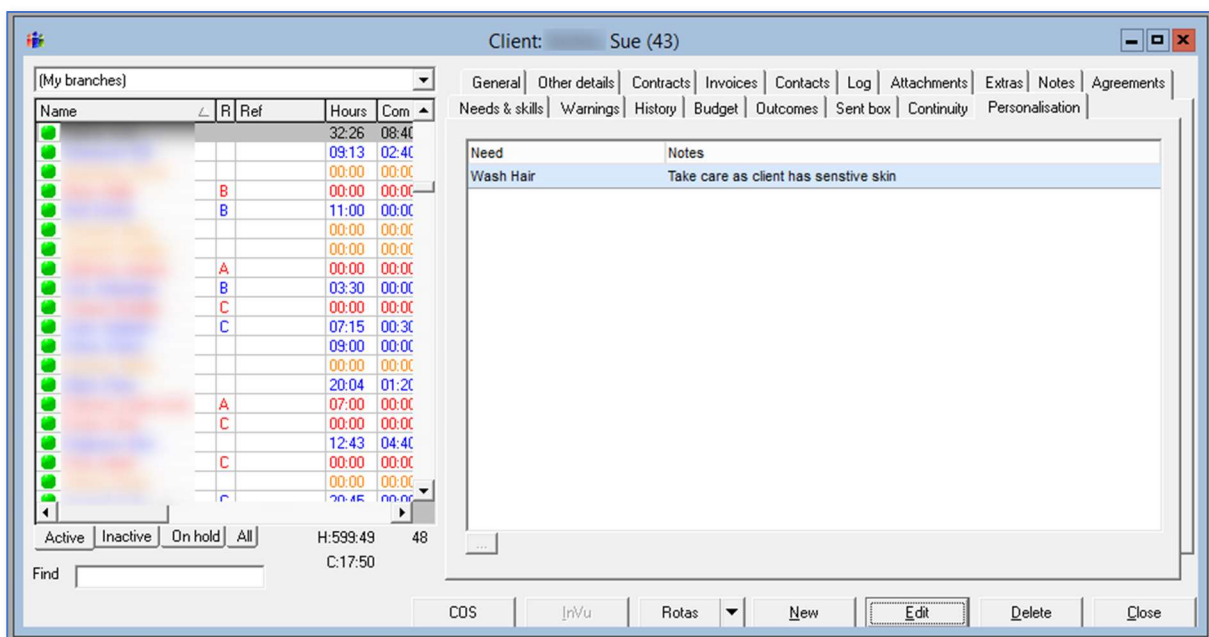 Client: Sue (43)
(My branches)
General Other details Contracts Invoices Contacts Log Attachments Extras Notes Agreements
Needs & skills Warnings History Budget Outcomes Sent box Continuity Personalisation
Name R Ref Hours Com
32:26 08:40
09:13 02:40
00:00 00:00
B 00:00 00:00
B 11:00 00:00
00:00 00:00
00:00 00:00
A 00:00 00:00
B 03:30 00:00
C 00:00 00:00
C 07:15 00:30
09:00 00:00
00:00 00:00
20:04 01:20
A 07:00 00:00
C 00:00 00:00
12:43 04:40
C 00:00 00:00
00:00 00:00
C 20:45 00:00
Need Notes
Wash Hair Take care as client has senstive skin
...
Active Inactive On hold All H:599:49 48
C:17:50
Find
COS InVu Rotas New Edit Delete Close